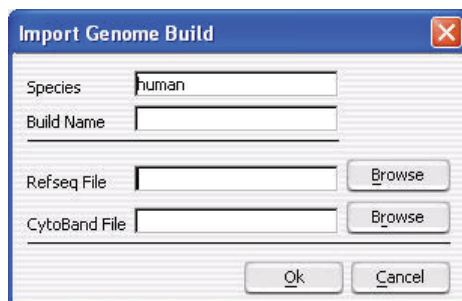 Import Genome Build
Species human
Build Name
Refseq File Browse
CytoBand File Browse
Ok Cancel